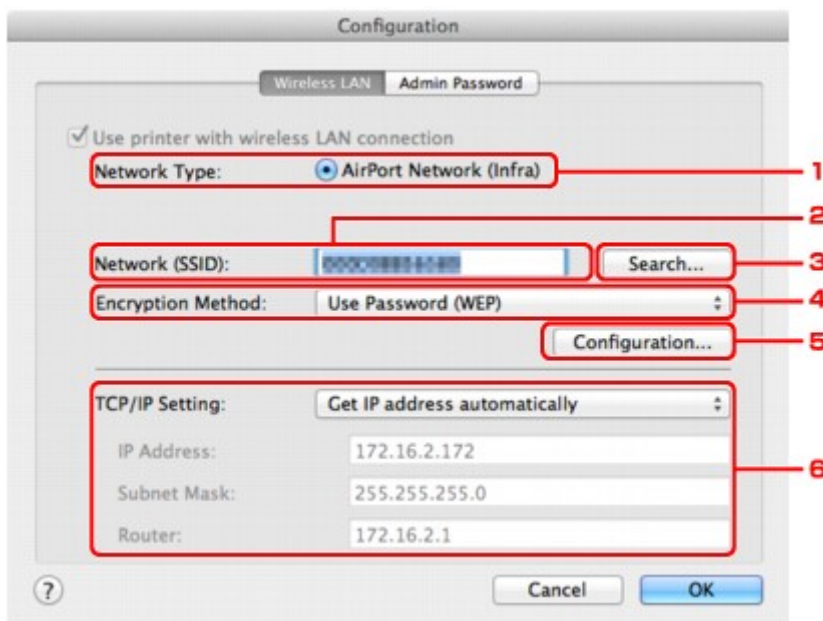 Configuration
Wireless LAN Admin Password
Use printer with wireless LAN connection
Network Type: AirPort Network (Infra) 1
2
Network (SSID): Search... 3
Encryption Method: Use Password (WEP) 4
Configuration... 5
TCP/IP Setting: Get IP address automatically
IP Address: 172.16.2.172
6
Subnet Mask: 255.255.255.0
Router: 172.16.2.1
? Cancel OK